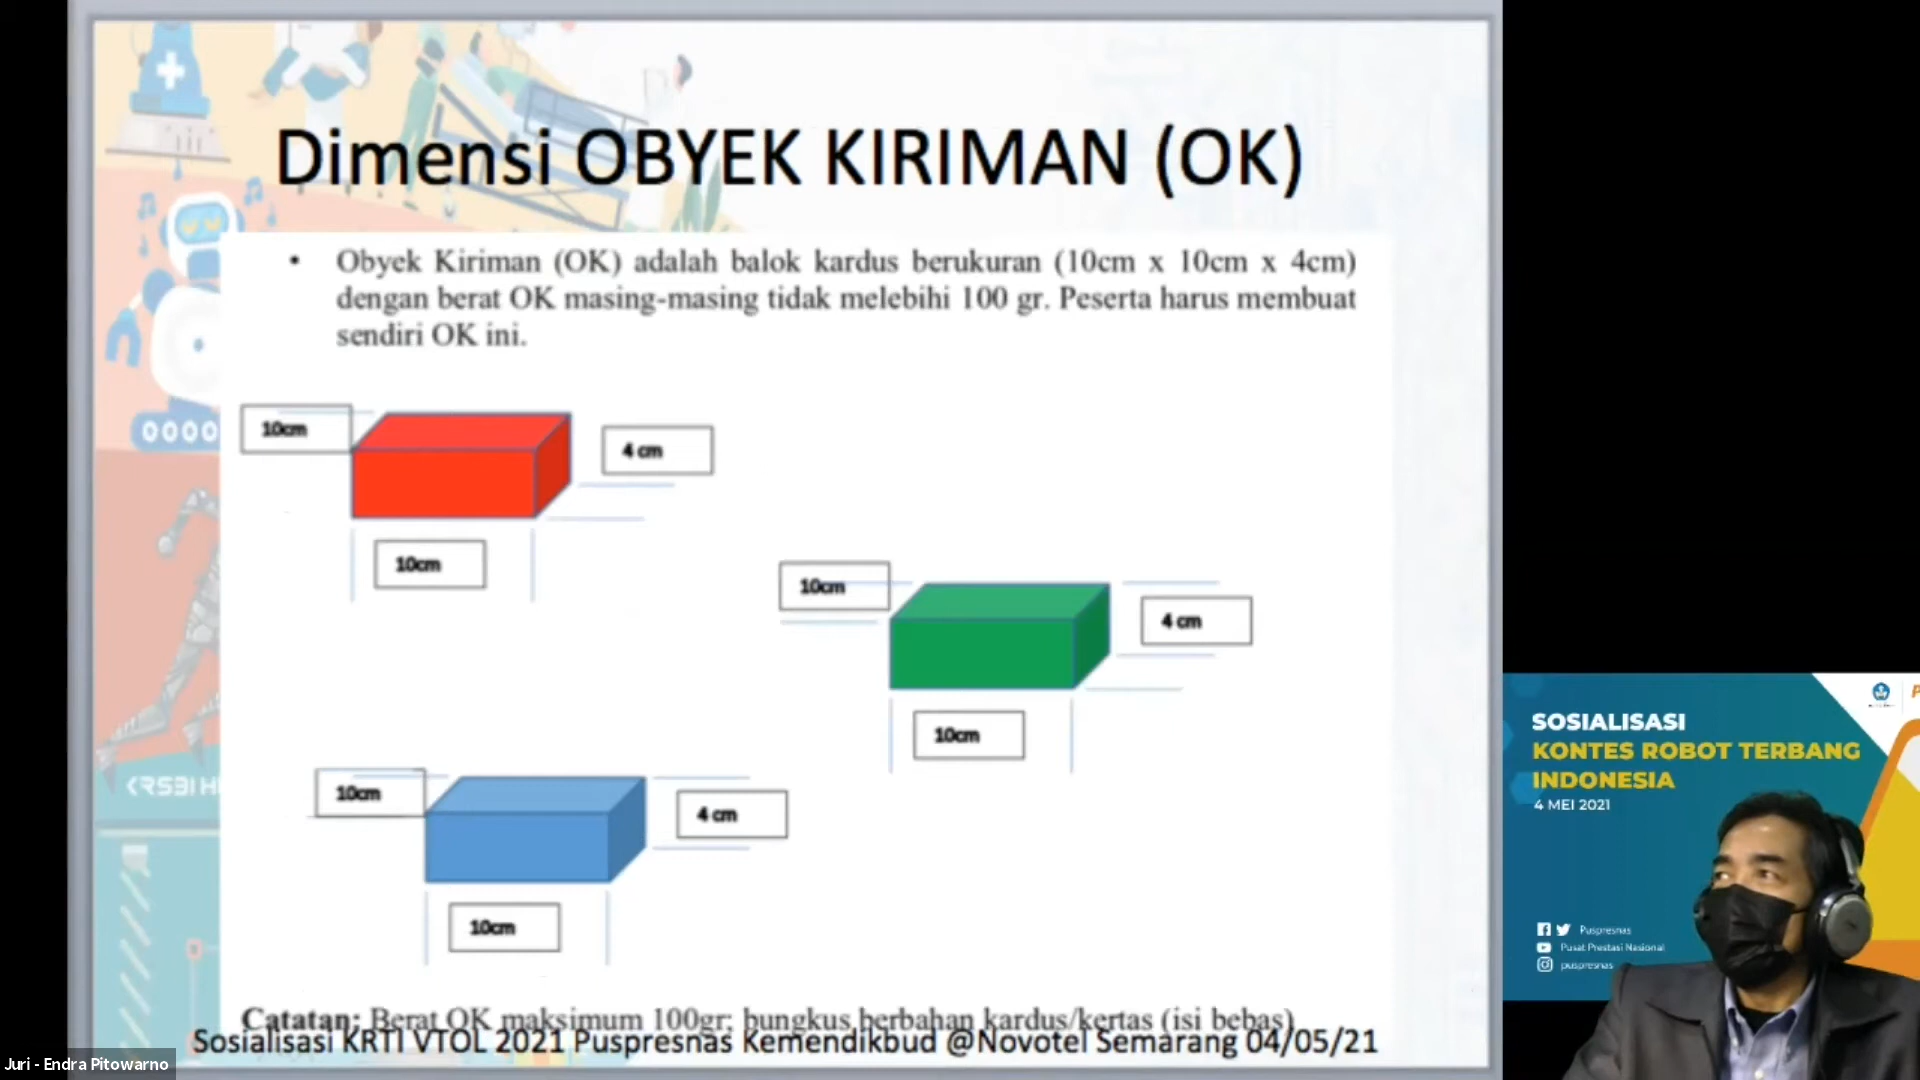 Dimensi OBYEK KIRIMAN (OK)
• Obyek Kiriman (OK) adalah balok kardus berukuran (10cm x 10cm x 4cm)
dengan berat OK masing-masing tidak melebihi 100 gr. Peserta harus membuat
sendiri OK ini.
10cm
4 cm
10cm
10cm
4 cm
10cm
10cm
4 cm
10cm
Catatan: Berat OK maksimum 100gr; bungkus berbahan kardus/kertas (isi bebas)
Sosialisasi KRTI VTOL 2021 Puspresnas Kemendikbud @Novotel Semarang 04/05/21
Juri - Endra Pitowarno
KRSBI H
SOSIALISASI
KONTES ROBOT TERBANG
INDONESIA
4 MEI 2021
Puspresnas
Pusat Prestasi Nasional
puspresnas